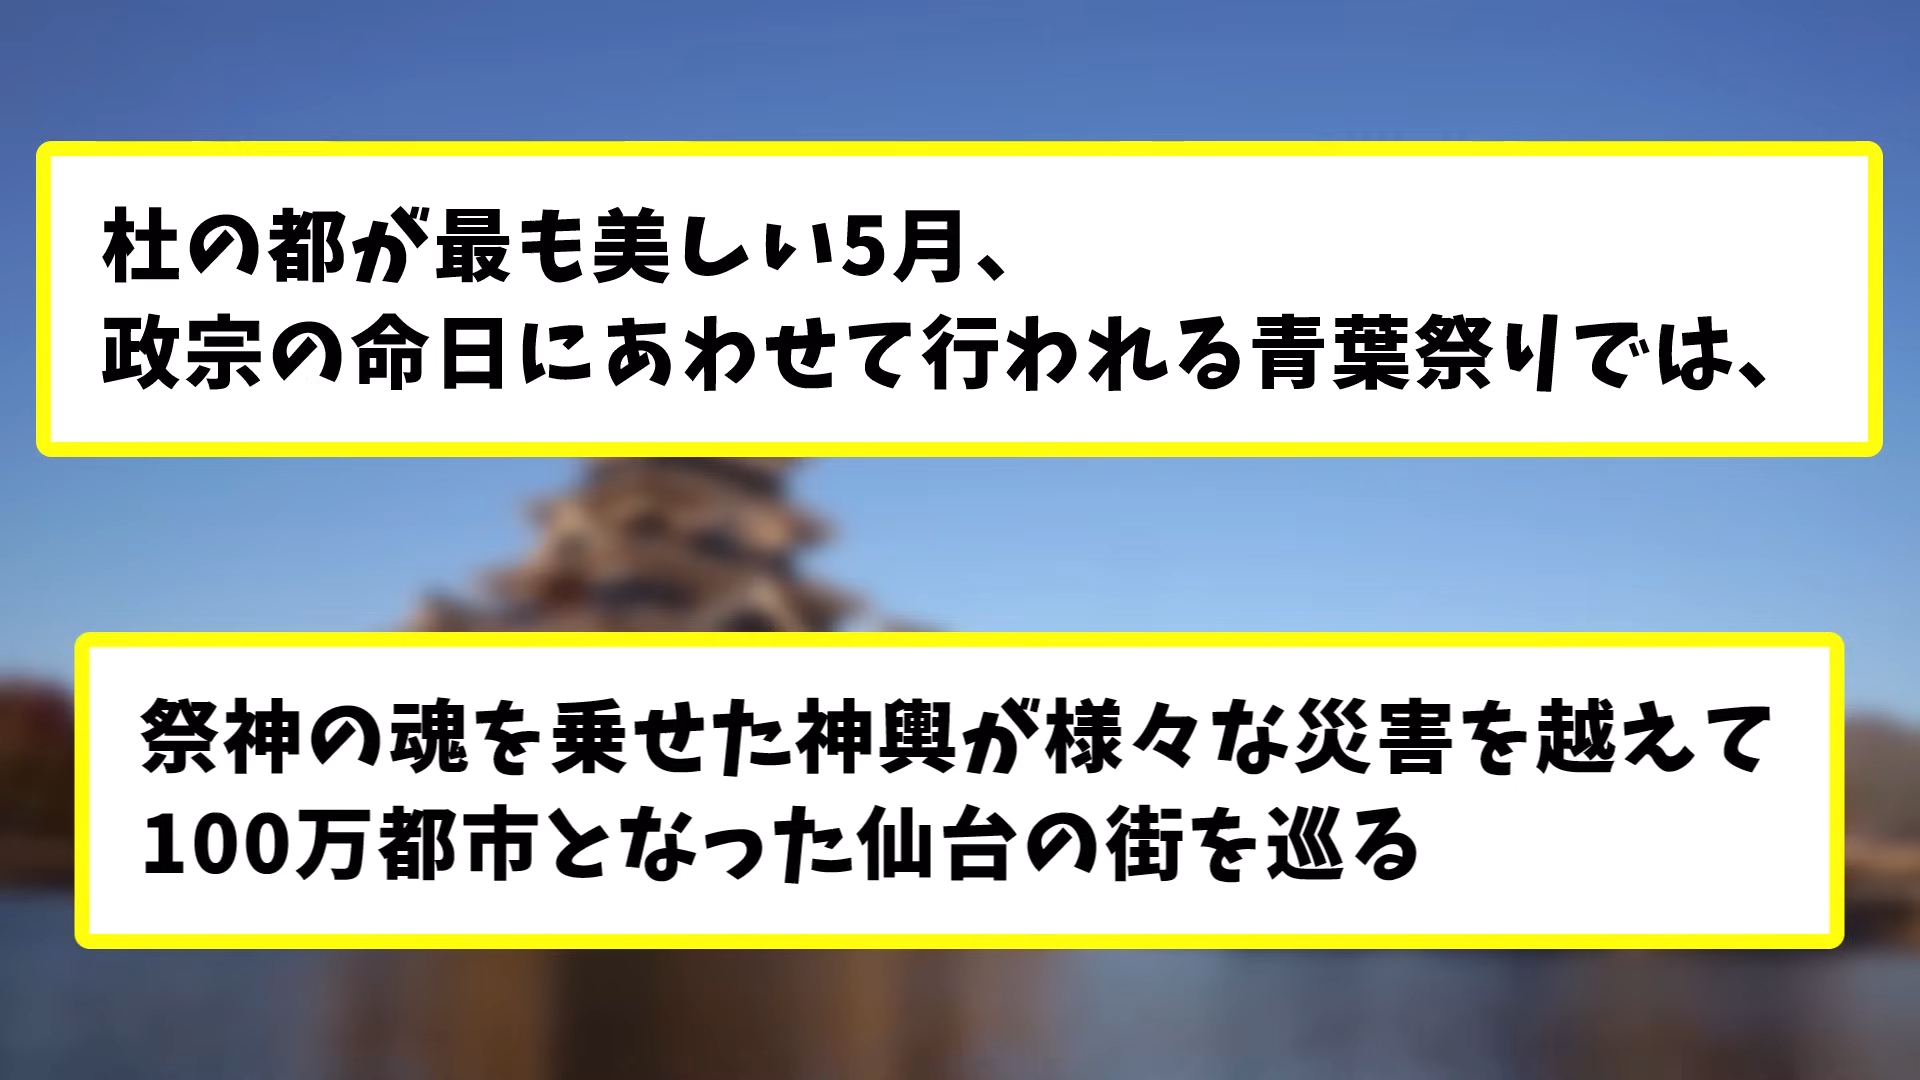 杜の都が最も美しい5月、
政宗の命日にあわせて行われる青葉祭りでは、
祭神の魂を乗せた神輿が様々な災害を越えて
100万都市となった仙台の街を巡る